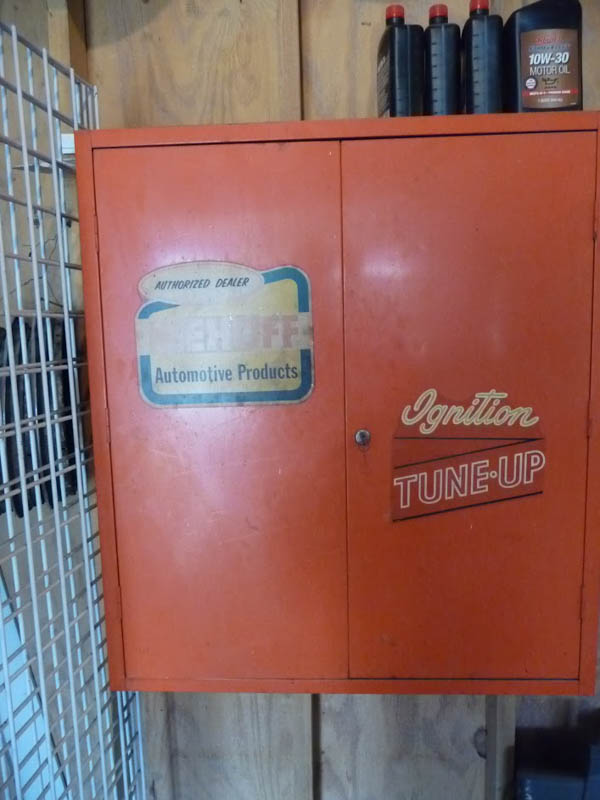 10W-30
MOTOR OIL
AUTHORIZED DEALER
Automotive Products
Ignition
TUNE·UP